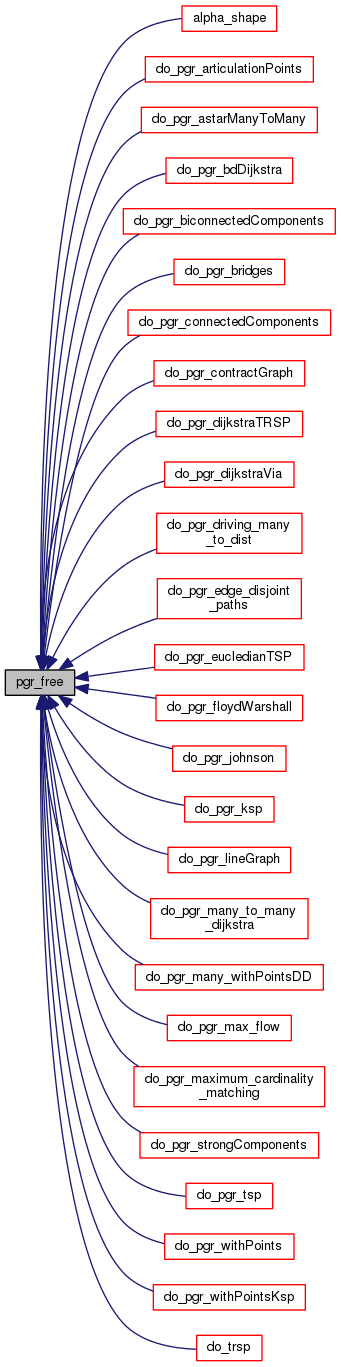 alpha_shape
do_pgr_articulationPoints
do_pgr_astarManyToMany
do_pgr_bdDijkstra
do_pgr_biconnectedComponents
do_pgr_bridges
do_pgr_connectedComponents
do_pgr_contractGraph
do_pgr_dijkstraTRSP
do_pgr_dijkstraVia
do_pgr_driving_many
_to_dist
do_pgr_edge_disjoint
_paths
do_pgr_eucledianTSP
pgr_free
do_pgr_floydWarshall
do_pgr_johnson
do_pgr_ksp
do_pgr_lineGraph
do_pgr_many_to_many
_dijkstra
do_pgr_many_withPointsDD
do_pgr_max_flow
do_pgr_maximum_cardinality
_matching
do_pgr_strongComponents
do_pgr_tsp
do_pgr_withPoints
do_pgr_withPointsKsp
do_trsp